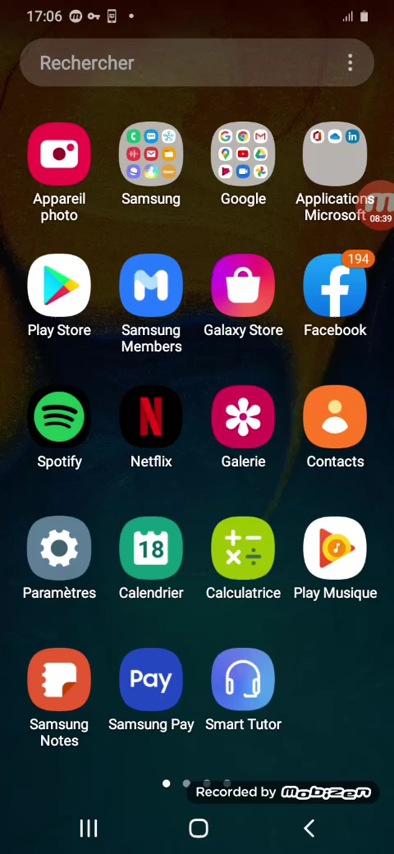 17:06
Rechercher
Appareil
photo
Samsung
Google
Applications
Microsoft
08:39
Play Store
Samsung
Members
Galaxy Store
194
Facebook
Spotify
Netflix
Galerie
Contacts
Paramètres
18
Calendrier
Calculatrice
Play Musique
Samsung
Notes
Pay
Samsung Pay
Smart Tutor
Recorded by Mobizen